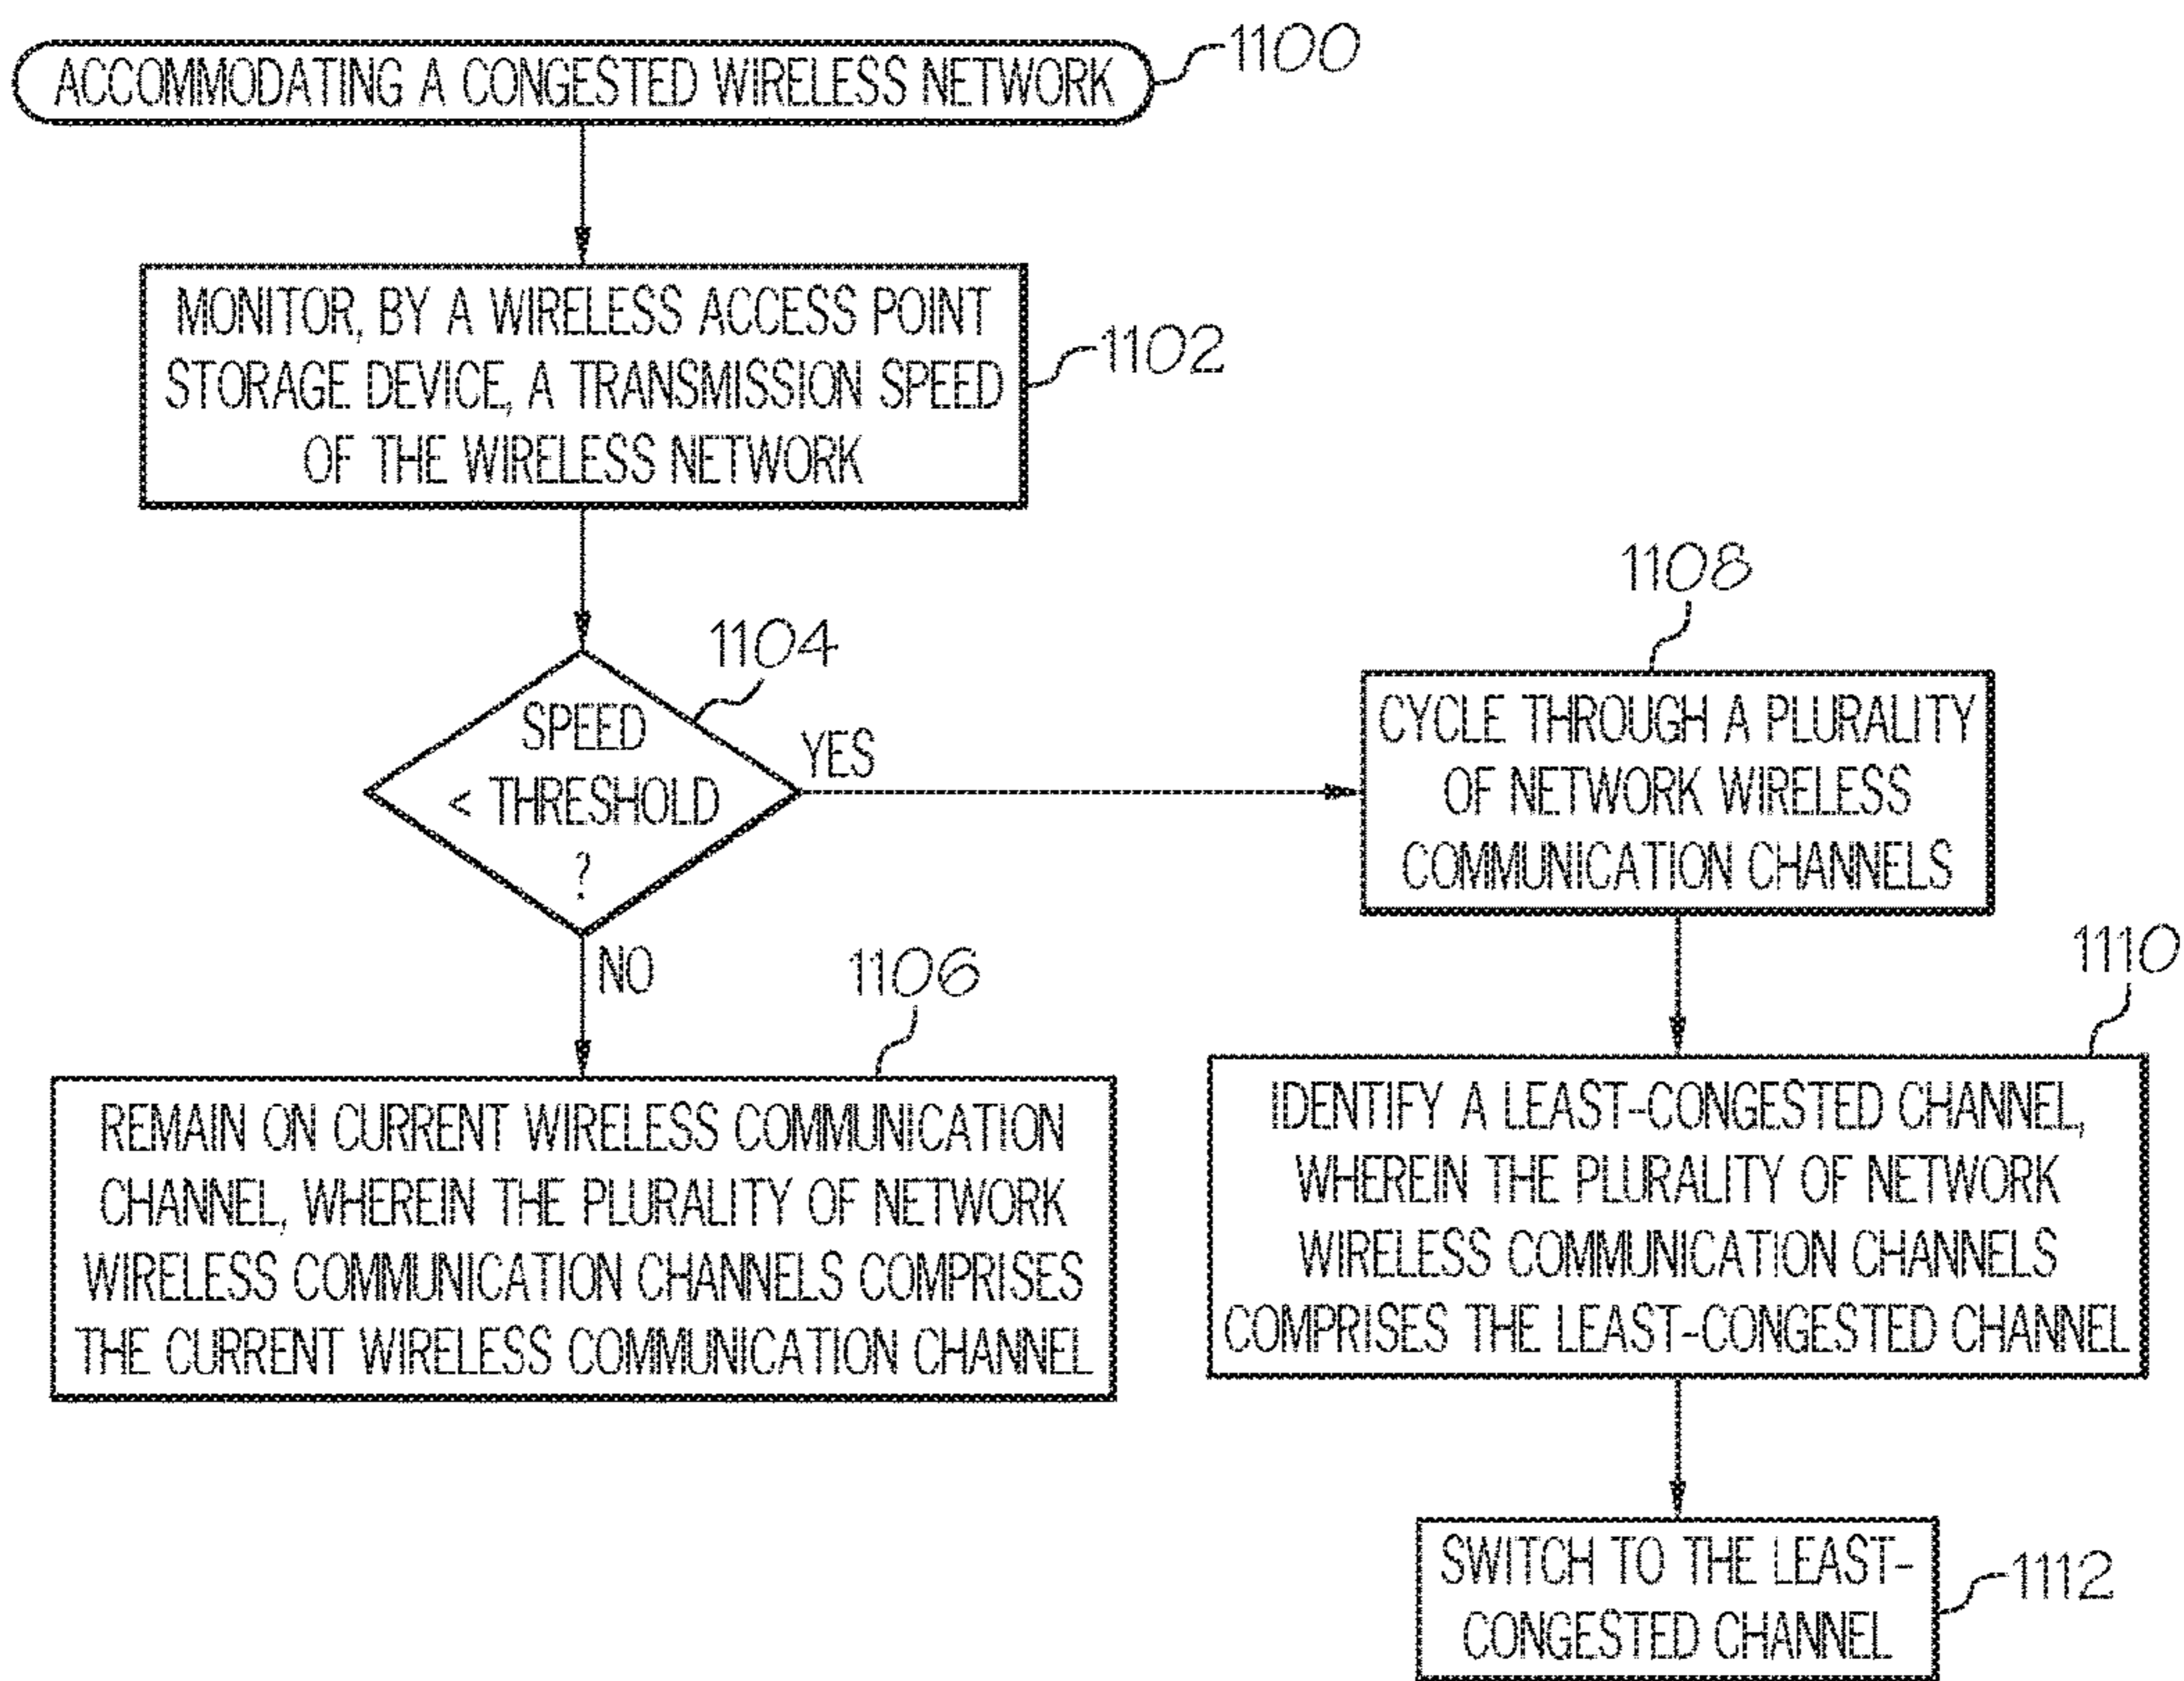 ACCOMMODATING A CONGESTED WIRELESS NETWORK
1100
MONITOR, BY A WIRELESS ACCESS POINT
STORAGE DEVICE, A TRANSMISSION SPEED
OF THE WIRELESS NETWORK
1102
1104
SPEED
< THRESHOLD
?
YES
NO
1106
REMAIN ON CURRENT WIRELESS COMMUNICATION
CHANNEL, WHEREIN THE PLURALITY OF NETWORK
WIRELESS COMMUNICATION CHANNELS COMPRISES
THE CURRENT WIRELESS COMMUNICATION CHANNEL
1108
CYCLE THROUGH A PLURALITY
OF NETWORK WIRELESS
COMMUNICATION CHANNELS
1110
IDENTIFY A LEAST-CONGESTED CHANNEL,
WHEREIN THE PLURALITY OF NETWORK
WIRELESS COMMUNICATION CHANNELS
COMPRISES THE LEAST-CONGESTED CHANNEL
SWITCH TO THE LEAST-
CONGESTED CHANNEL
1112